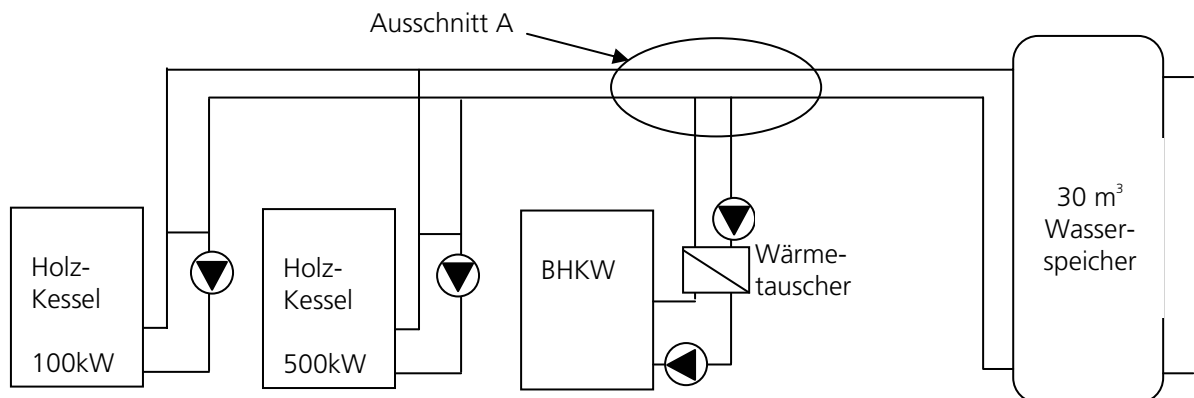 Ausschnitt A
Holz-
Kessel
100kW
Holz-
Kessel
500kW
BHKW
Wärme-
tauscher
30 m³
Wasser-
speicher